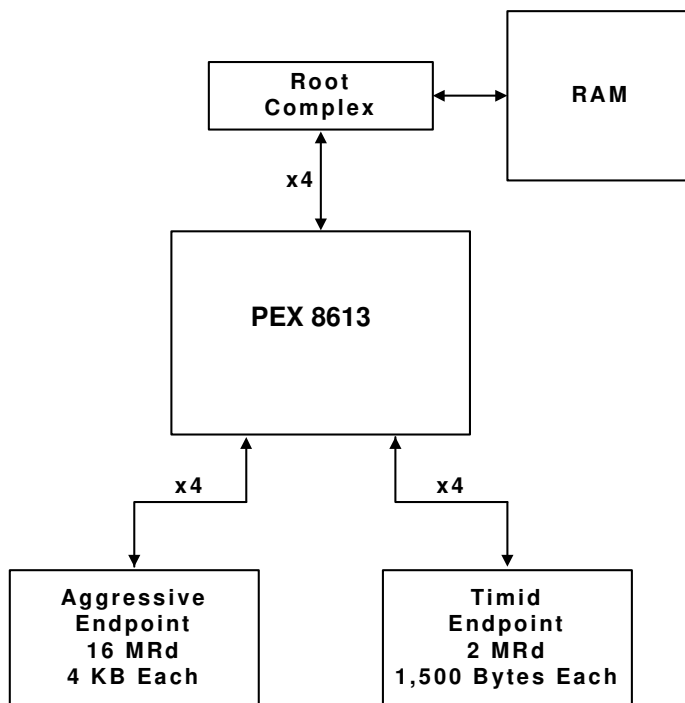 Root
Complex
RAM
x4
PEX 8613
x4
x4
Aggressive
Endpoint
16 MRd
4 KB Each
Timid
Endpoint
2 MRd
1,500 Bytes Each